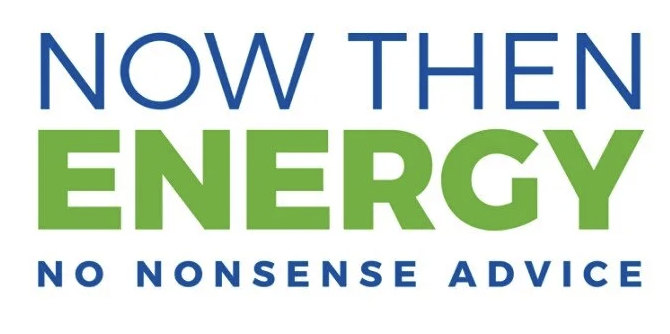 NOW THEN
ENERGY
NO NONSENSE ADVICE